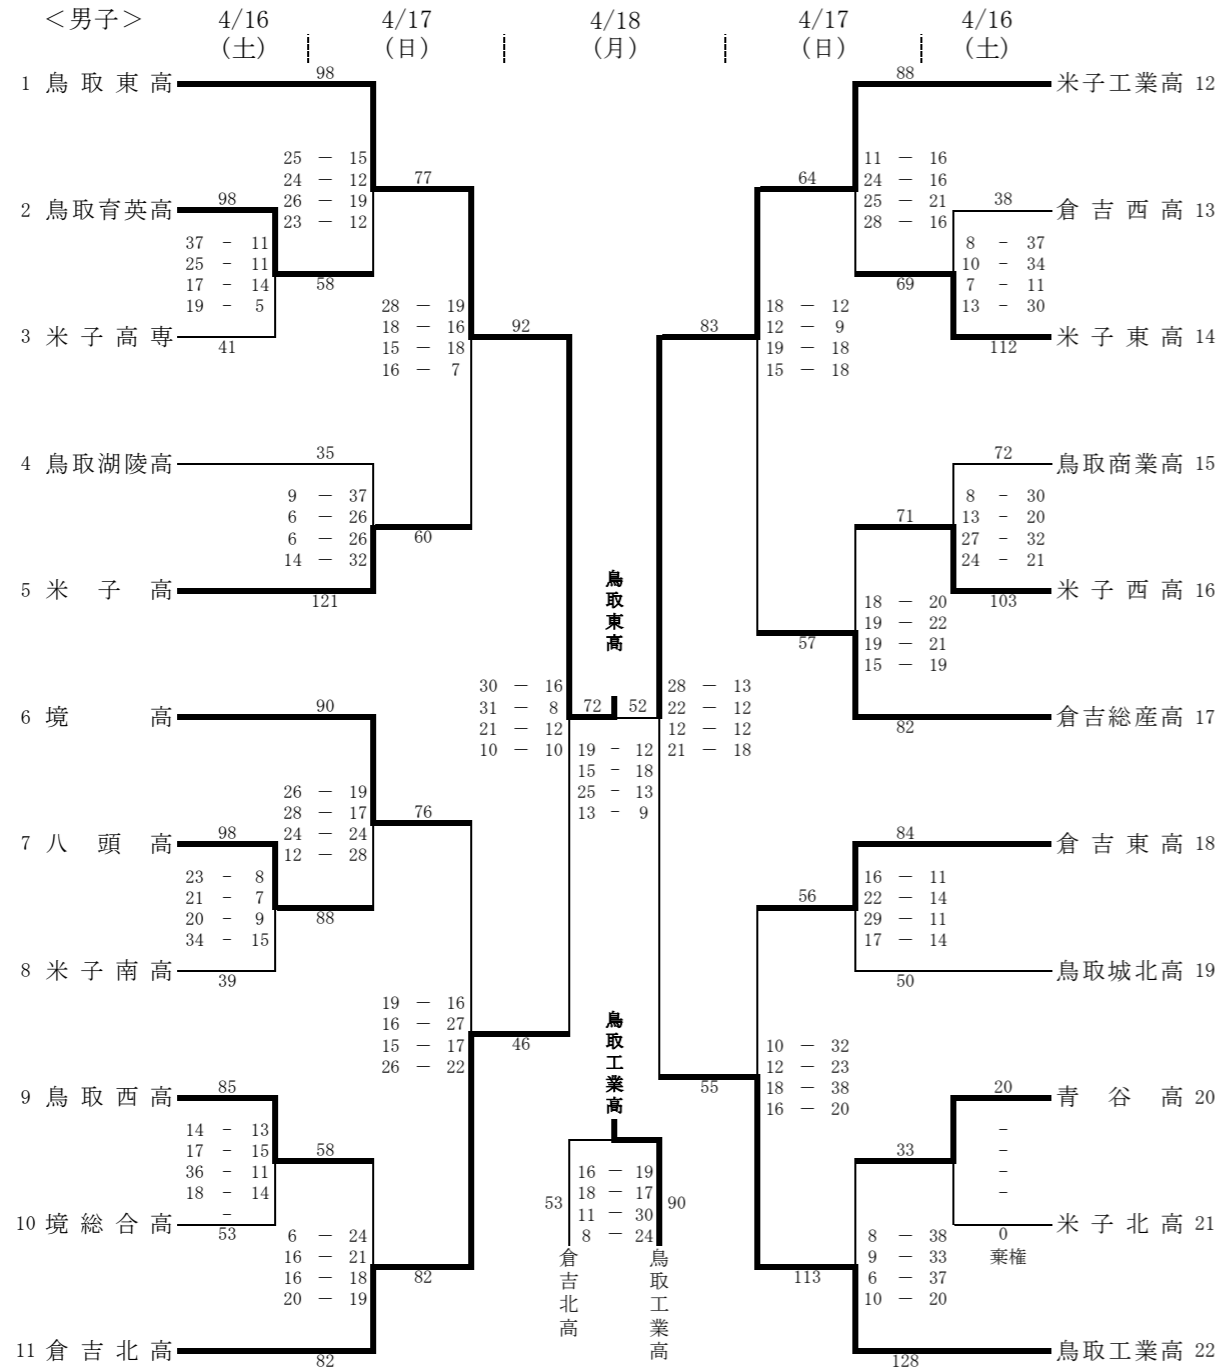 ＜男子＞
4/16
(土)
4/17
(日)
4/18
(月)
4/17
(日)
4/16
(土)
1 鳥取東高
98
2 鳥取育英高
98
37 - 11
25 - 11
17 - 14
19 - 5
3 米子高専
41
25 － 15
24 － 12
26 － 19
23 － 12
58
77
4 鳥取湖陵高
35
9 － 37
6 － 26
6 － 26
14 － 32
5 米子高
121
60
28 － 19
18 － 16
15 － 18
16 － 7
92
6 境高
90
26 － 19
28 － 17
24 － 24
12 － 28
7 八頭高
98
23 - 8
21 - 7
20 - 9
34 - 15
8 米子南高
39
88
76
9 鳥取西高
85
14 - 13
17 - 15
36 - 11
18 - 14
-
10 境総合高
53
58
6 － 24
16 － 21
16 － 18
20 － 19
11 倉吉北高
82
82
19 － 16
16 － 27
15 － 17
26 － 22
46
30 － 16
31 － 8
21 － 12
10 － 10
鳥取東高
72
52
19 - 12
15 - 18
25 - 13
13 - 9
鳥取工業高
16 － 19
18 － 17
11 － 30
8 － 24
53
90
倉吉北高
鳥取工業高
28 － 13
22 － 12
12 － 12
21 － 18
83
55
88
米子工業高 12
11 － 16
24 － 16
25 － 21
28 － 16
64
38
倉吉西高 13
8 - 37
10 - 34
7 - 11
13 - 30
69
112
米子東高 14
18 － 12
12 － 9
19 － 18
15 － 18
72
鳥取商業高 15
8 - 30
13 - 20
27 - 32
24 - 21
71
103
米子西高 16
18 － 20
19 － 22
19 － 21
15 － 19
57
82
倉吉総産高 17
84
倉吉東高 18
16 － 11
22 － 14
29 － 11
17 － 14
56
50
鳥取城北高 19
10 － 32
12 － 23
18 － 38
16 － 20
20
青谷高 20
-
-
-
-
33
0
棄権
米子北高 21
8 － 38
9 － 33
6 － 37
10 － 20
113
128
鳥取工業高 22